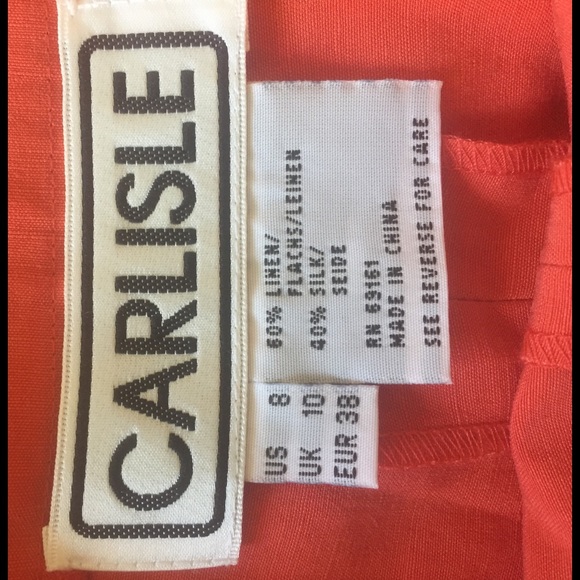 CARLISLE
60% LINEN/
FLACHS/LEINEN
40% SILK/
SEIDE
RN 69161
MADE IN CHINA
SEE REVERSE FOR CARE
US 8
UK 10
EUR 38